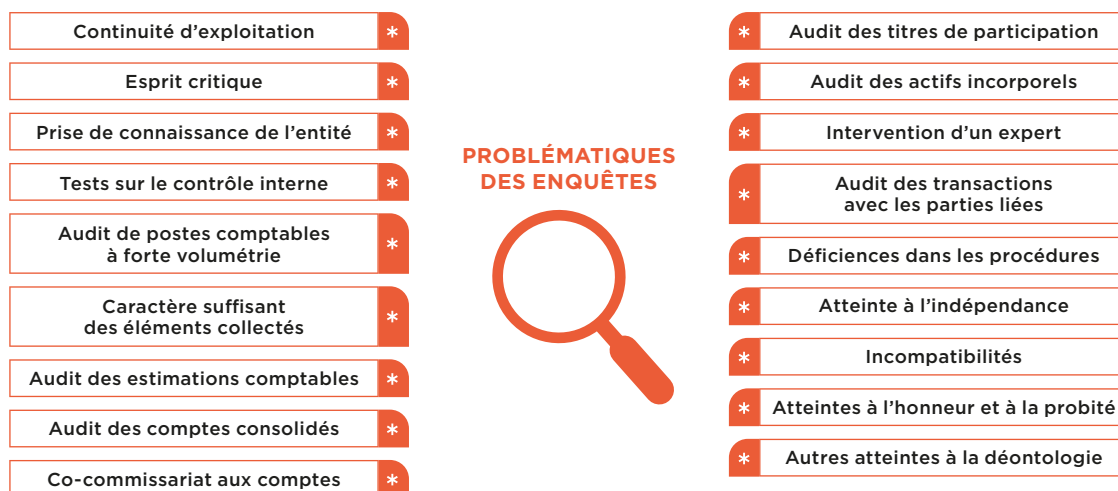 Continuité d'exploitation
Esprit critique
Prise de connaissance de l'entité
Tests sur le contrôle interne
Audit de postes comptables
à forte volumétrie
Caractère suffisant
des éléments collectés
Audit des estimations comptables
Audit des comptes consolidés
Co-commissariat aux comptes
PROBLÉMATIQUES
DES ENQUÊTES
Audit des titres de participation
Audit des actifs incorporels
Intervention d'un expert
Audit des transactions
avec les parties liées
Déficiences dans les procédures
Atteinte à l'indépendance
Incompatibilités
Atteintes à l'honneur et à la probité
Autres atteintes à la déontologie